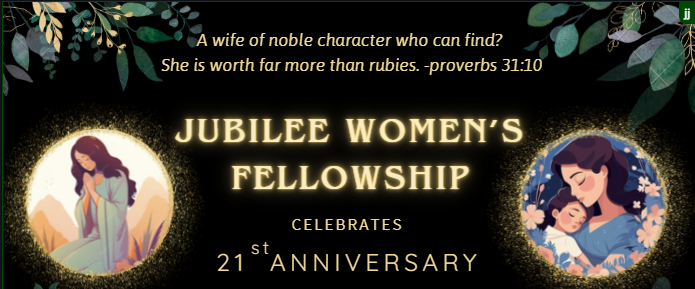 jj
A wife of noble character who can find?
She is worth far more than rubies. -proverbs 31:10
JUBILEE WOMEN'S
FELLOWSHIP
CELEBRATES
21st ANNIVERSARY